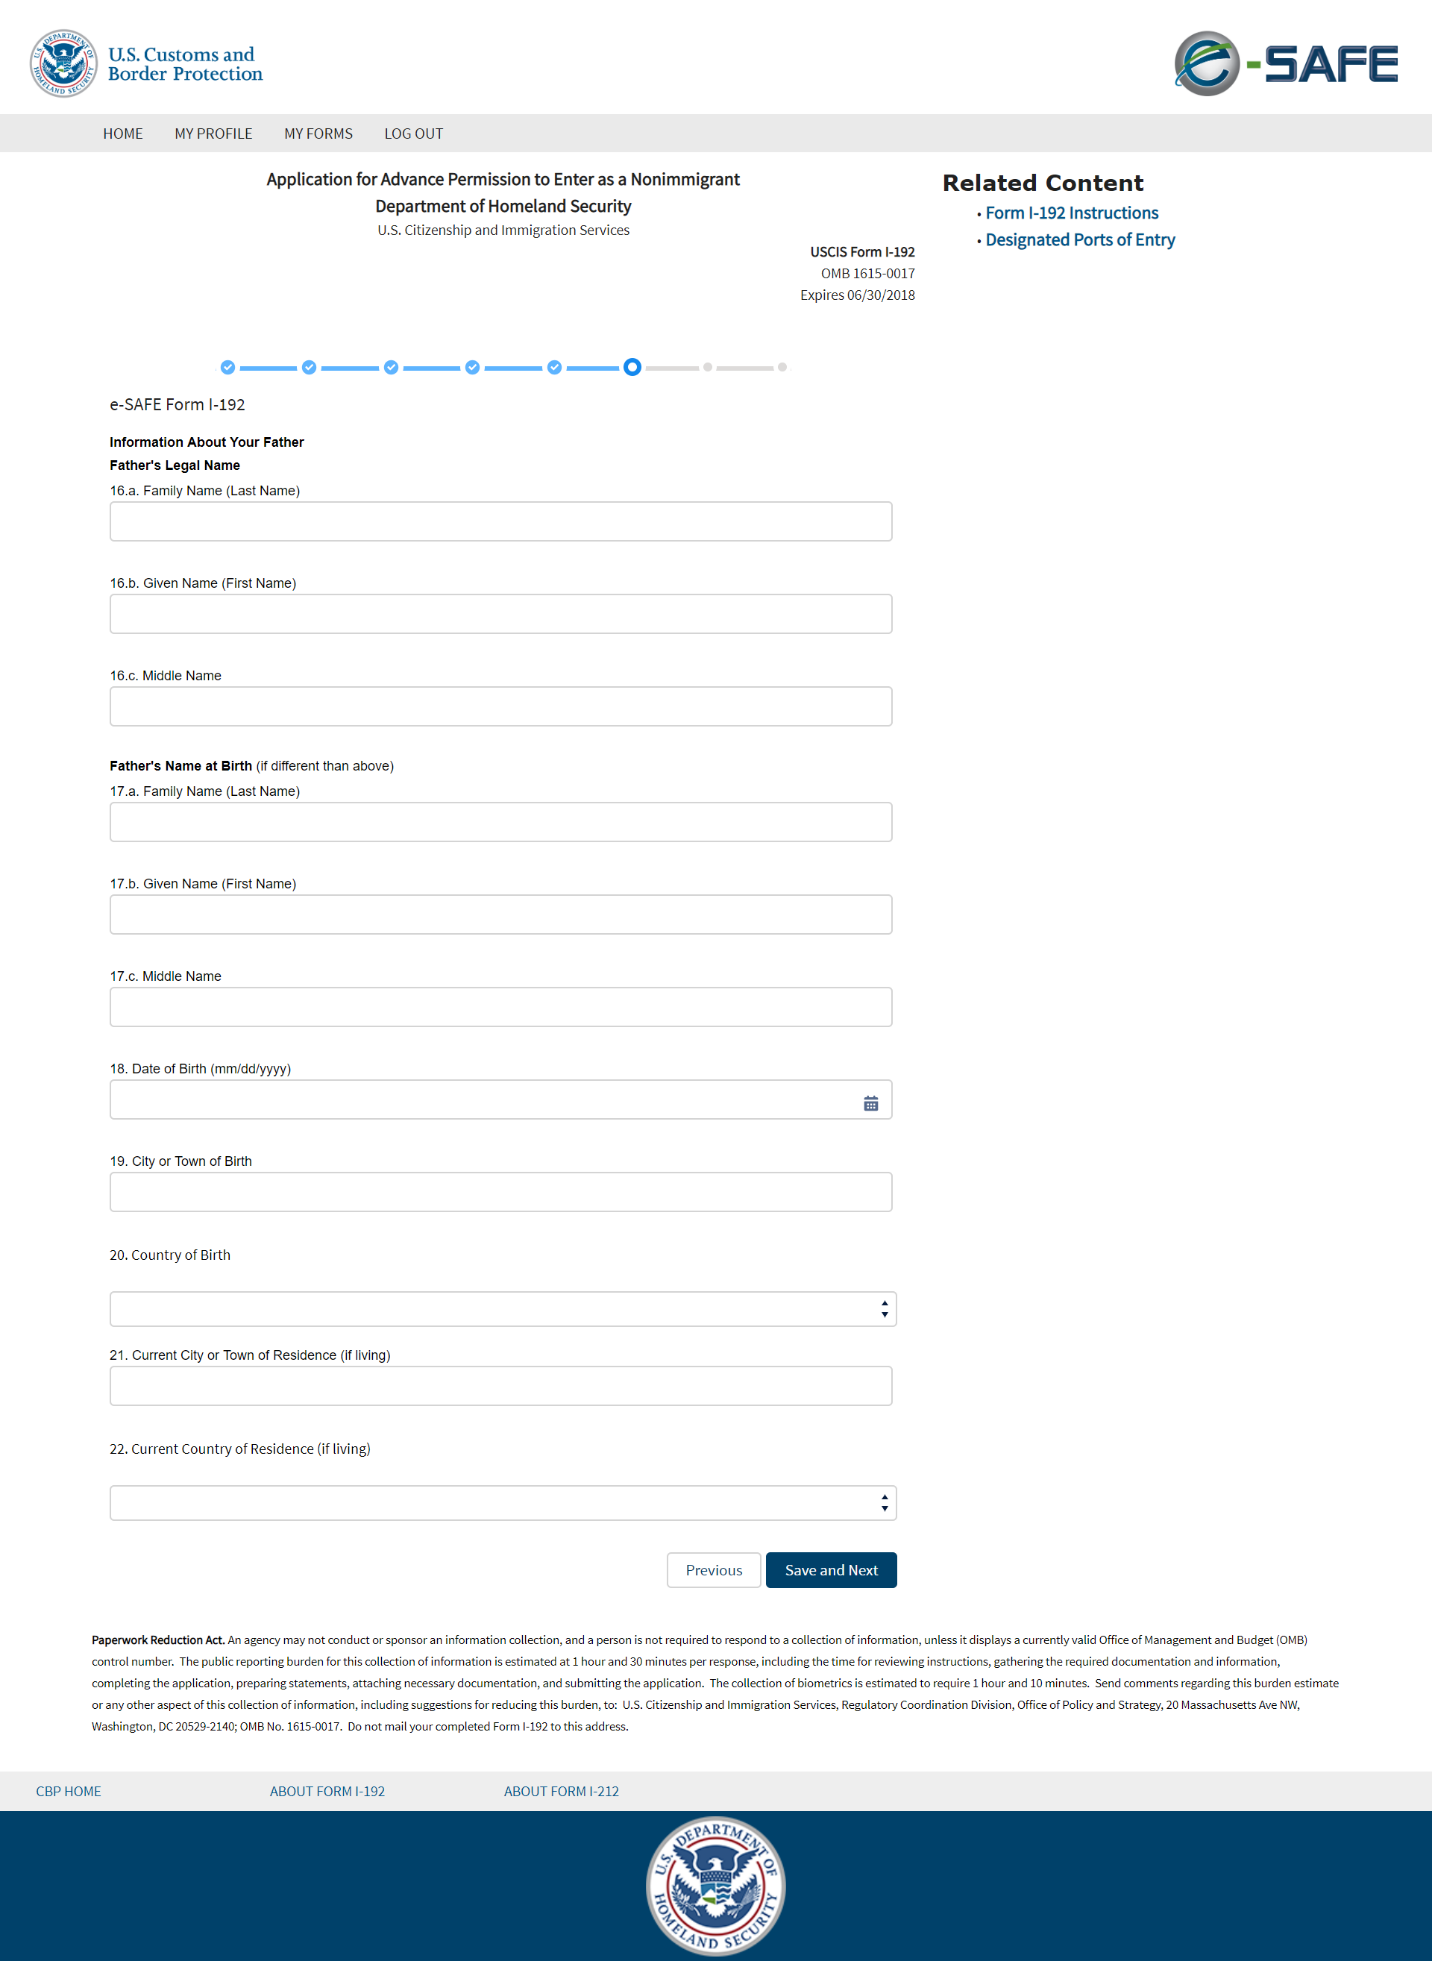 U.S. Customs and
Border Protection
e-SAFE
HOME MY PROFILE MY FORMS LOG OUT
Application for Advance Permission to Enter as a Nonimmigrant
Department of Homeland Security
U.S. Citizenship and Immigration Services
USCIS Form I-192
OMB 1615-0017
Expires 06/30/2018
Related Content
• Form I-192 Instructions
• Designated Ports of Entry
e-SAFE Form I-192
Information About Your Father
Father's Legal Name
16.a. Family Name (Last Name)
16.b. Given Name (First Name)
16.c. Middle Name
Father's Name at Birth (if different than above)
17.a. Family Name (Last Name)
17.b. Given Name (First Name)
17.c. Middle Name
18. Date of Birth (mm/dd/yyyy)
19. City or Town of Birth
20. Country of Birth
21. Current City or Town of Residence (if living)
22. Current Country of Residence (if living)
Previous Save and Next
Paperwork Reduction Act. An agency may not conduct or sponsor an information collection, and a person is not required to respond to a collection of information, unless it displays a currently valid Office of Management and Budget (OMB)
control number. The public reporting burden for this collection of information is estimated at 1 hour and 30 minutes per response, including the time for reviewing instructions, gathering the required documentation and information,
completing the application, preparing statements, attaching necessary documentation, and submitting the application. The collection of biometrics is estimated to require 1 hour and 10 minutes. Send comments regarding this burden estimate
or any other aspect of this collection of information, including suggestions for reducing this burden, to: U.S. Citizenship and Immigration Services, Regulatory Coordination Division, Office of Policy and Strategy, 20 Massachusetts Ave NW,
Washington, DC 20529-2140; OMB No. 1615-0017. Do not mail your completed Form I-192 to this address.
CBP HOME ABOUT FORM I-192 ABOUT FORM I-212
U.S. DEPARTMENT OF
HOMELAND SECURITY